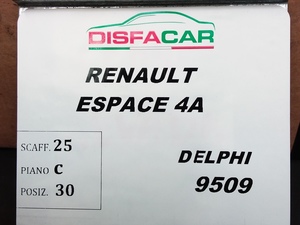 DISFACAR
RENAULT
ESPACE 4A
SCAFF. 25
PIANO c
POSIZ. 30
DELPHI
9509